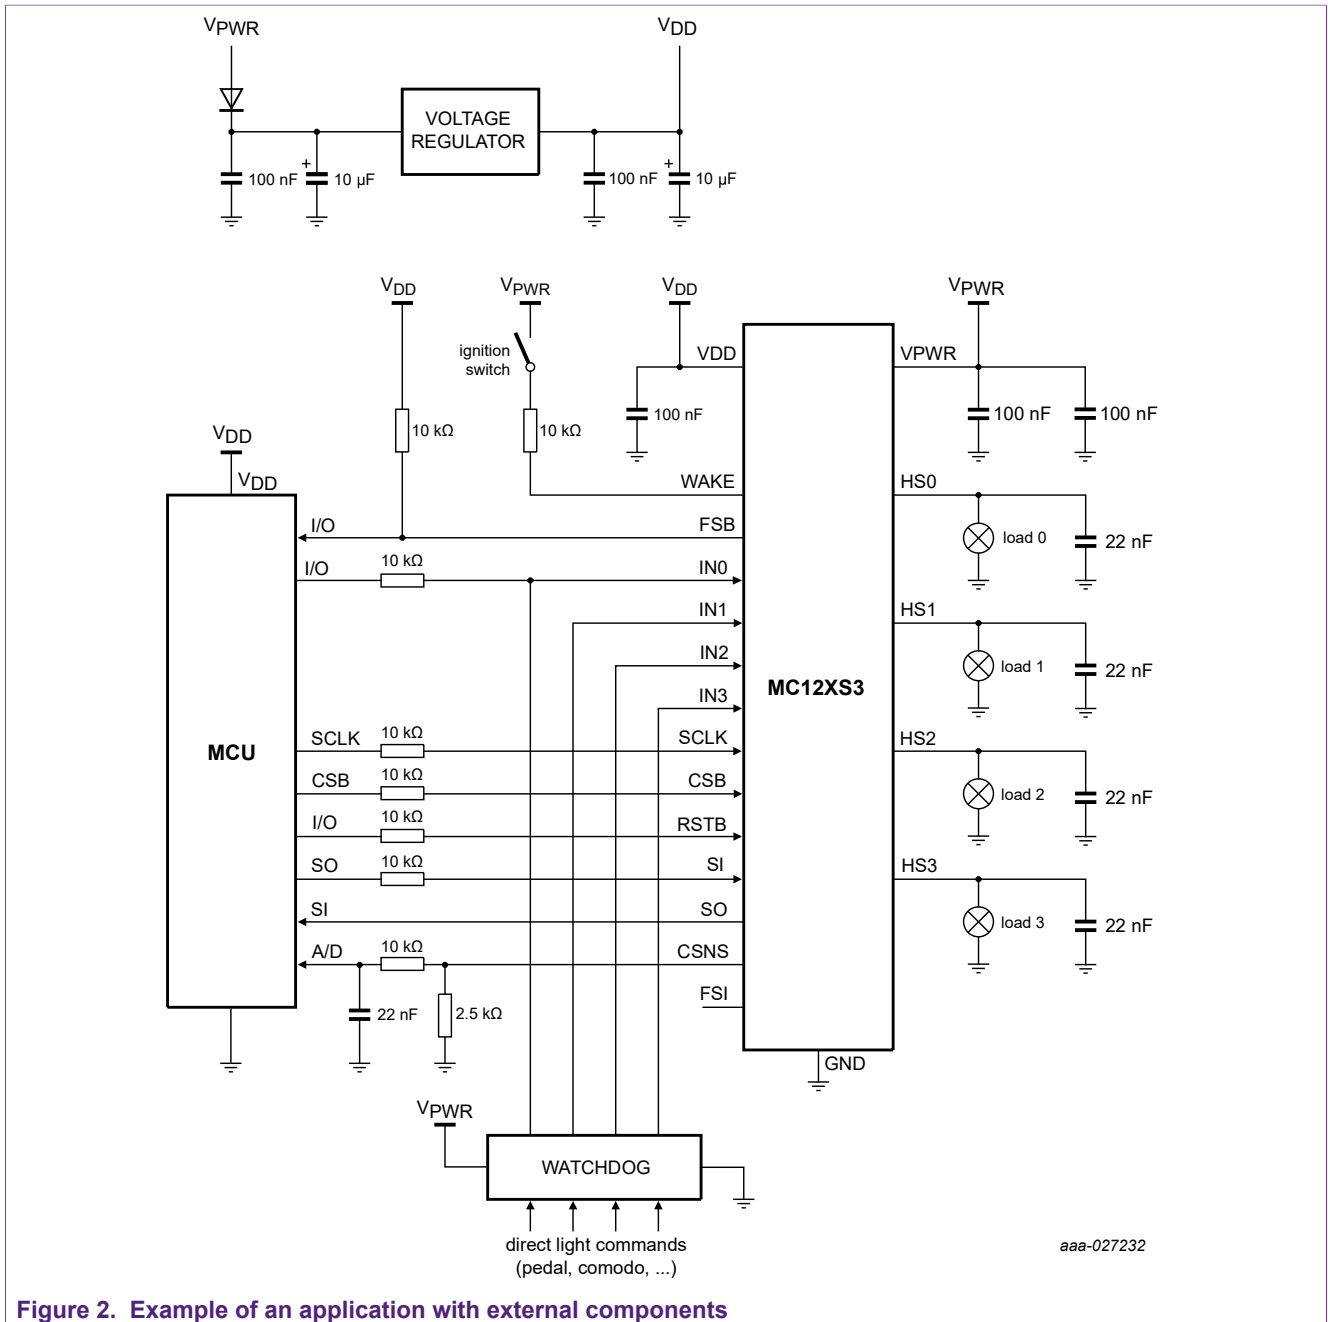 VPWR
VDD
VOLTAGE
REGULATOR
100 nF
+
10 µF
100 nF
+
10 µF
VDD
VPWR
VDD
VPWR
ignition
switch
VDD
VPWR
100 nF
100 nF
100 nF
10 kΩ
10 kΩ
VDD
VDD
WAKE
HS0
I/O
FSB
load 0
22 nF
I/O
10 kΩ
IN0
IN1
HS1
IN2
load 1
22 nF
MC12XS3
IN3
MCU
SCLK
10 kΩ
SCLK
HS2
CSB
10 kΩ
CSB
load 2
22 nF
I/O
10 kΩ
RSTB
SO
10 kΩ
SI
HS3
SI
SO
load 3
22 nF
A/D
10 kΩ
CSNS
FSI
22 nF
2.5 kΩ
GND
VPWR
WATCHDOG
direct light commands
(pedal, comodo, ...)
aaa-027232
Figure 2. Example of an application with external components